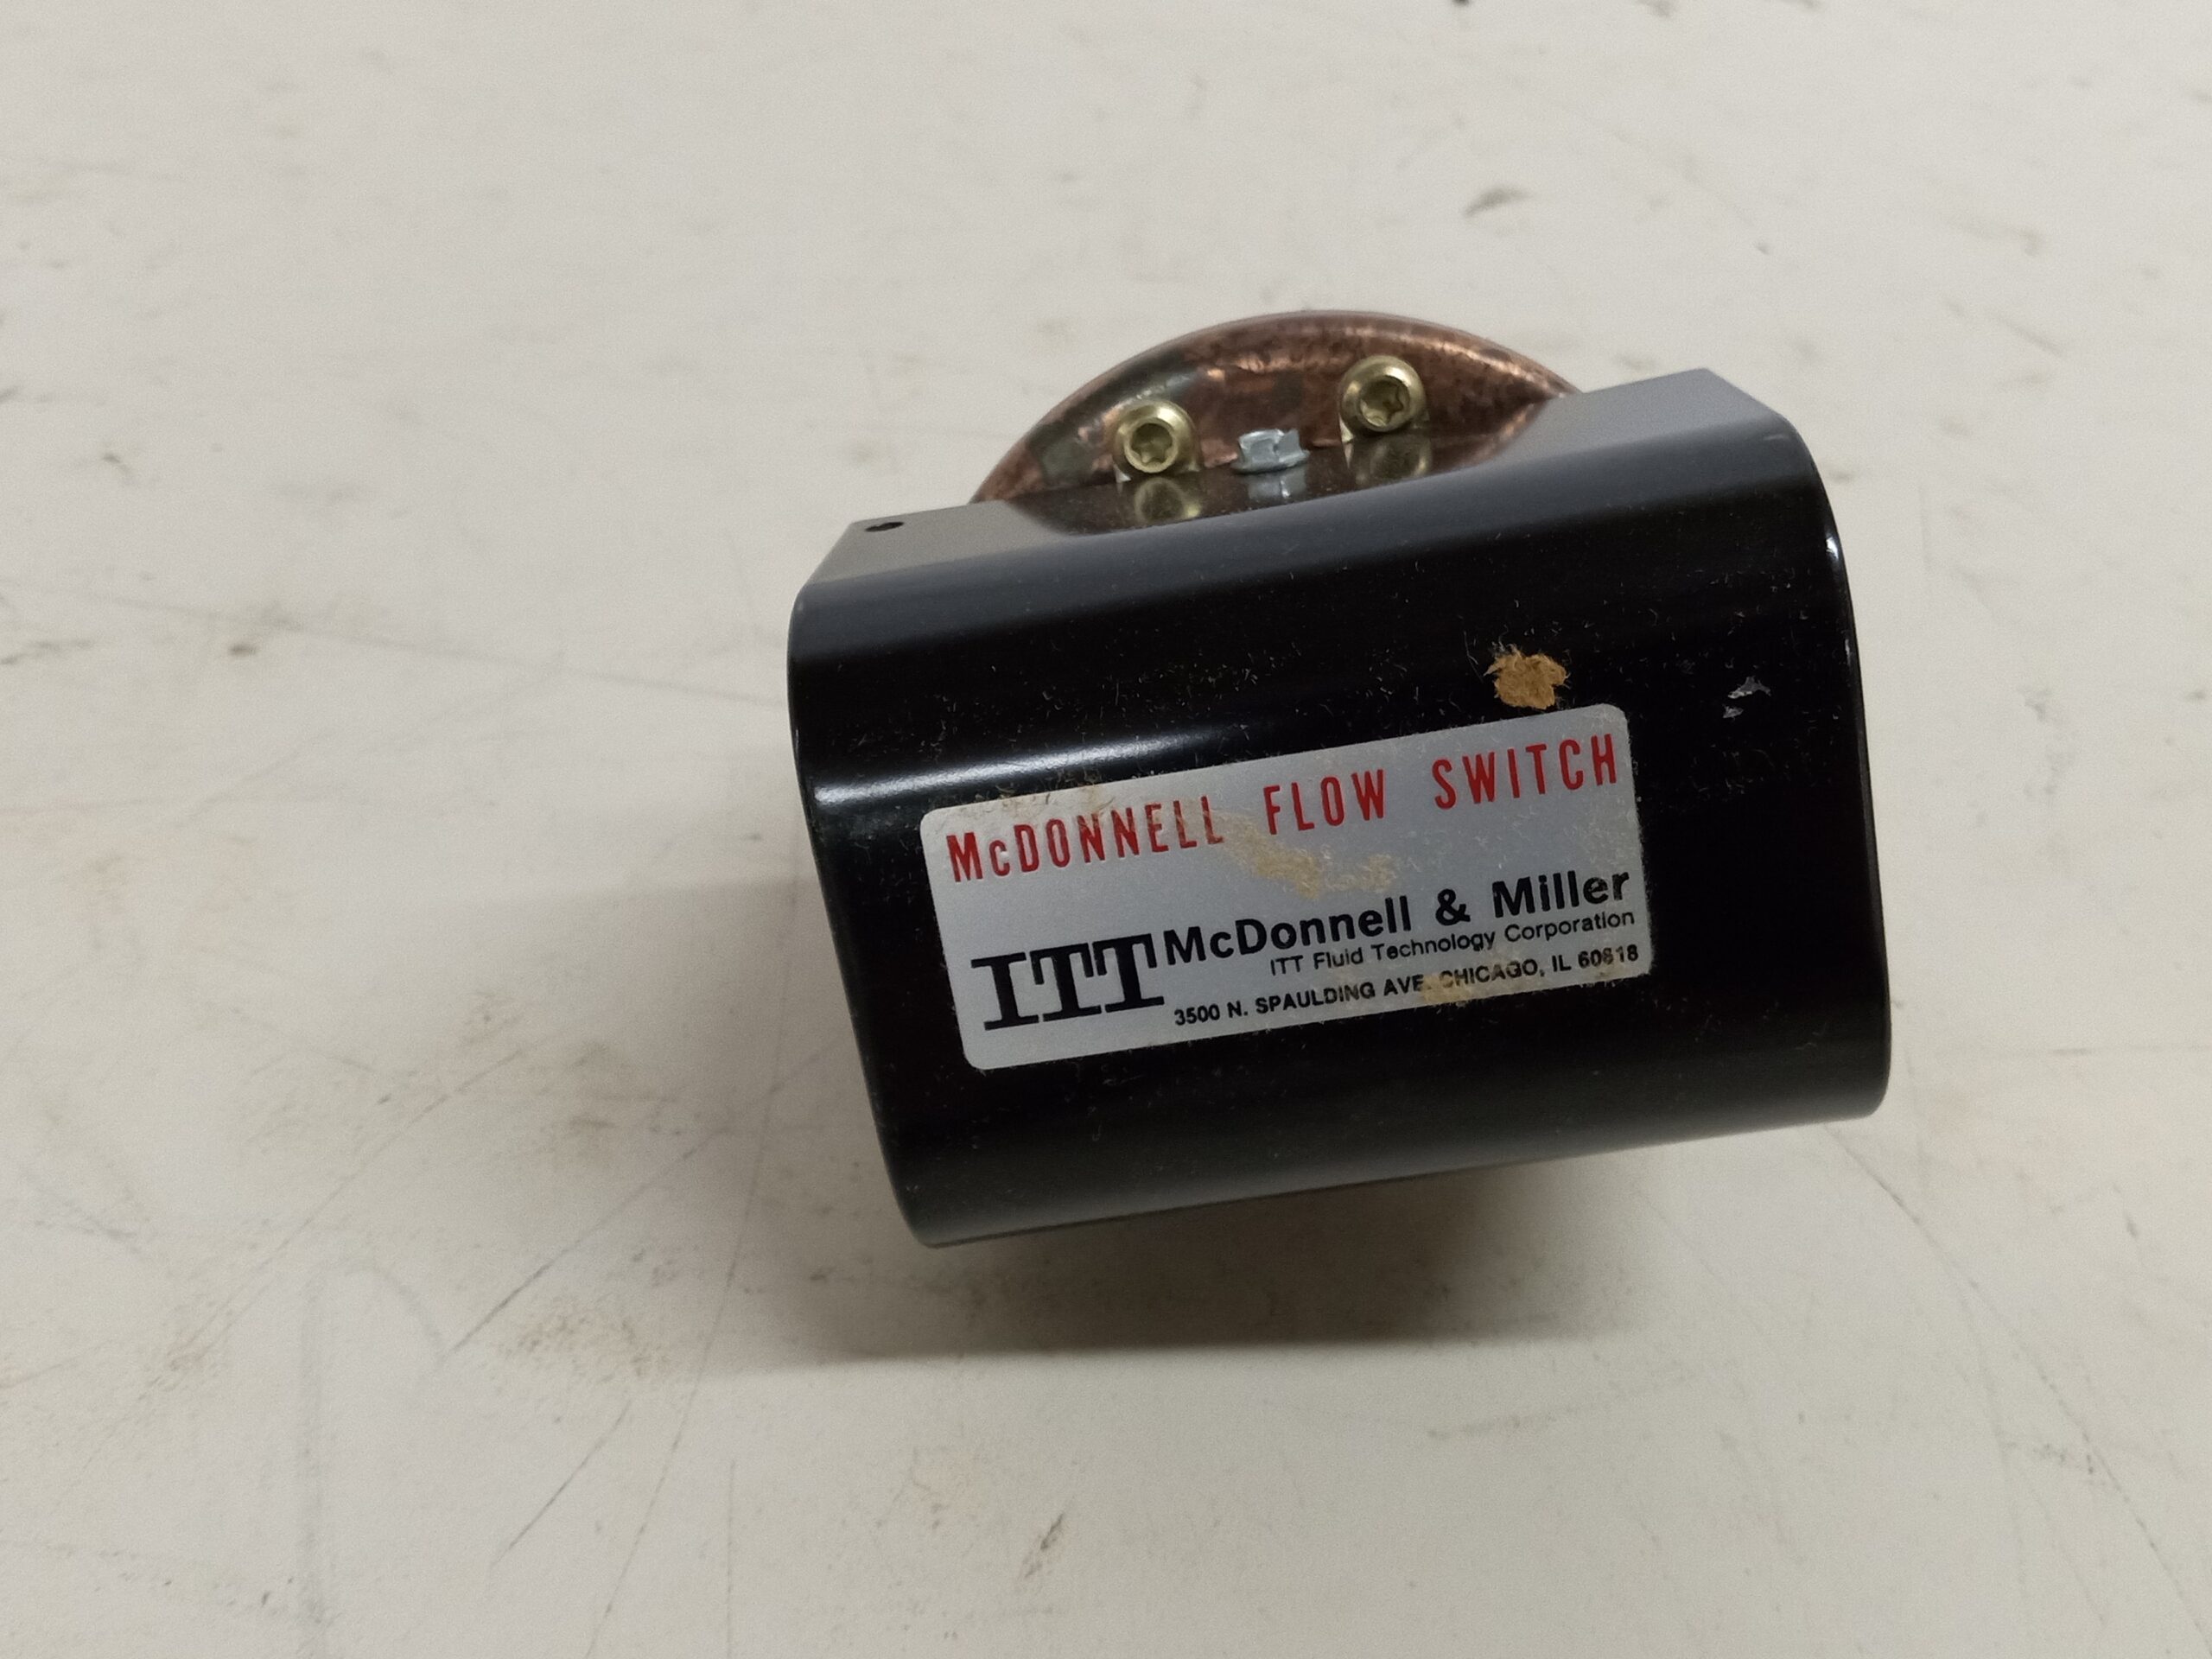 McDONNELL FLOW SWITCH
ITT McDonnell & Miller
ITT Fluid Technology Corporation
3500 N. SPAULDING AVE. CHICAGO, IL 60618